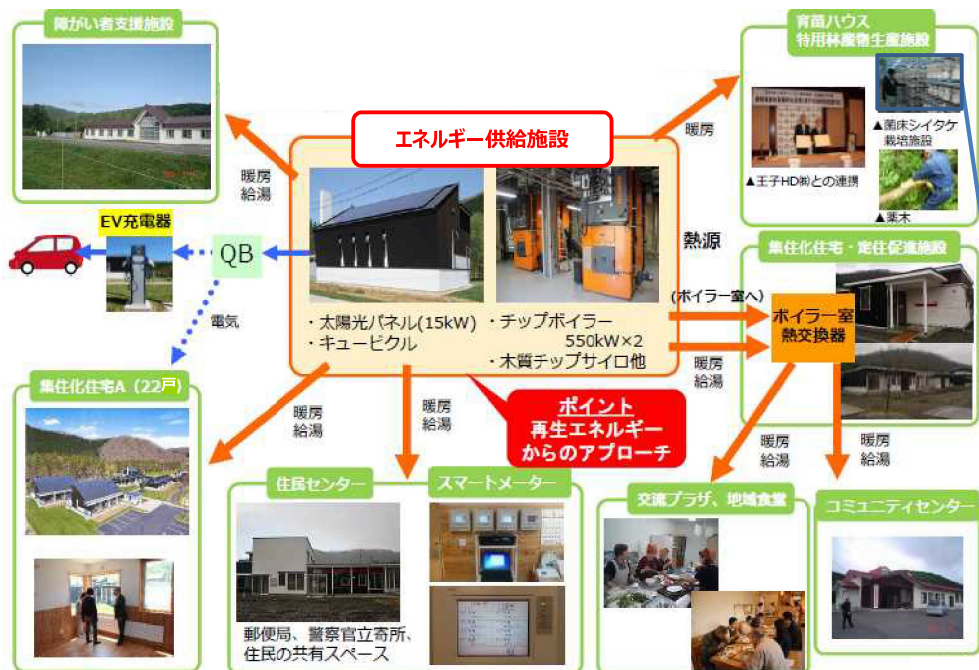 障がい者支援施設
育苗ハウス
特用林産物生産施設
エネルギー供給施設
暖房
▲菌床シイタケ
栽培施設
▲王子HD㈱との連携
▲薬木
暖房
給湯
EV充電器
QB
電気
熱源
集住化住宅・定住促進施設
(ボイラー室へ)
ボイラー室
熱交換器
・太陽光パネル(15kW)
・キュービクル
・チップボイラー
550kW×2
・木質チップサイロ他
暖房
給湯
集住化住宅A（22戸）
暖房
給湯
暖房
給湯
ポイント
再生エネルギー
からのアプローチ
暖房
給湯
暖房
給湯
住民センター
スマートメーター
交流プラザ、地域食堂
コミュニティセンター
郵便局、警察官立寄所、
住民の共有スペース